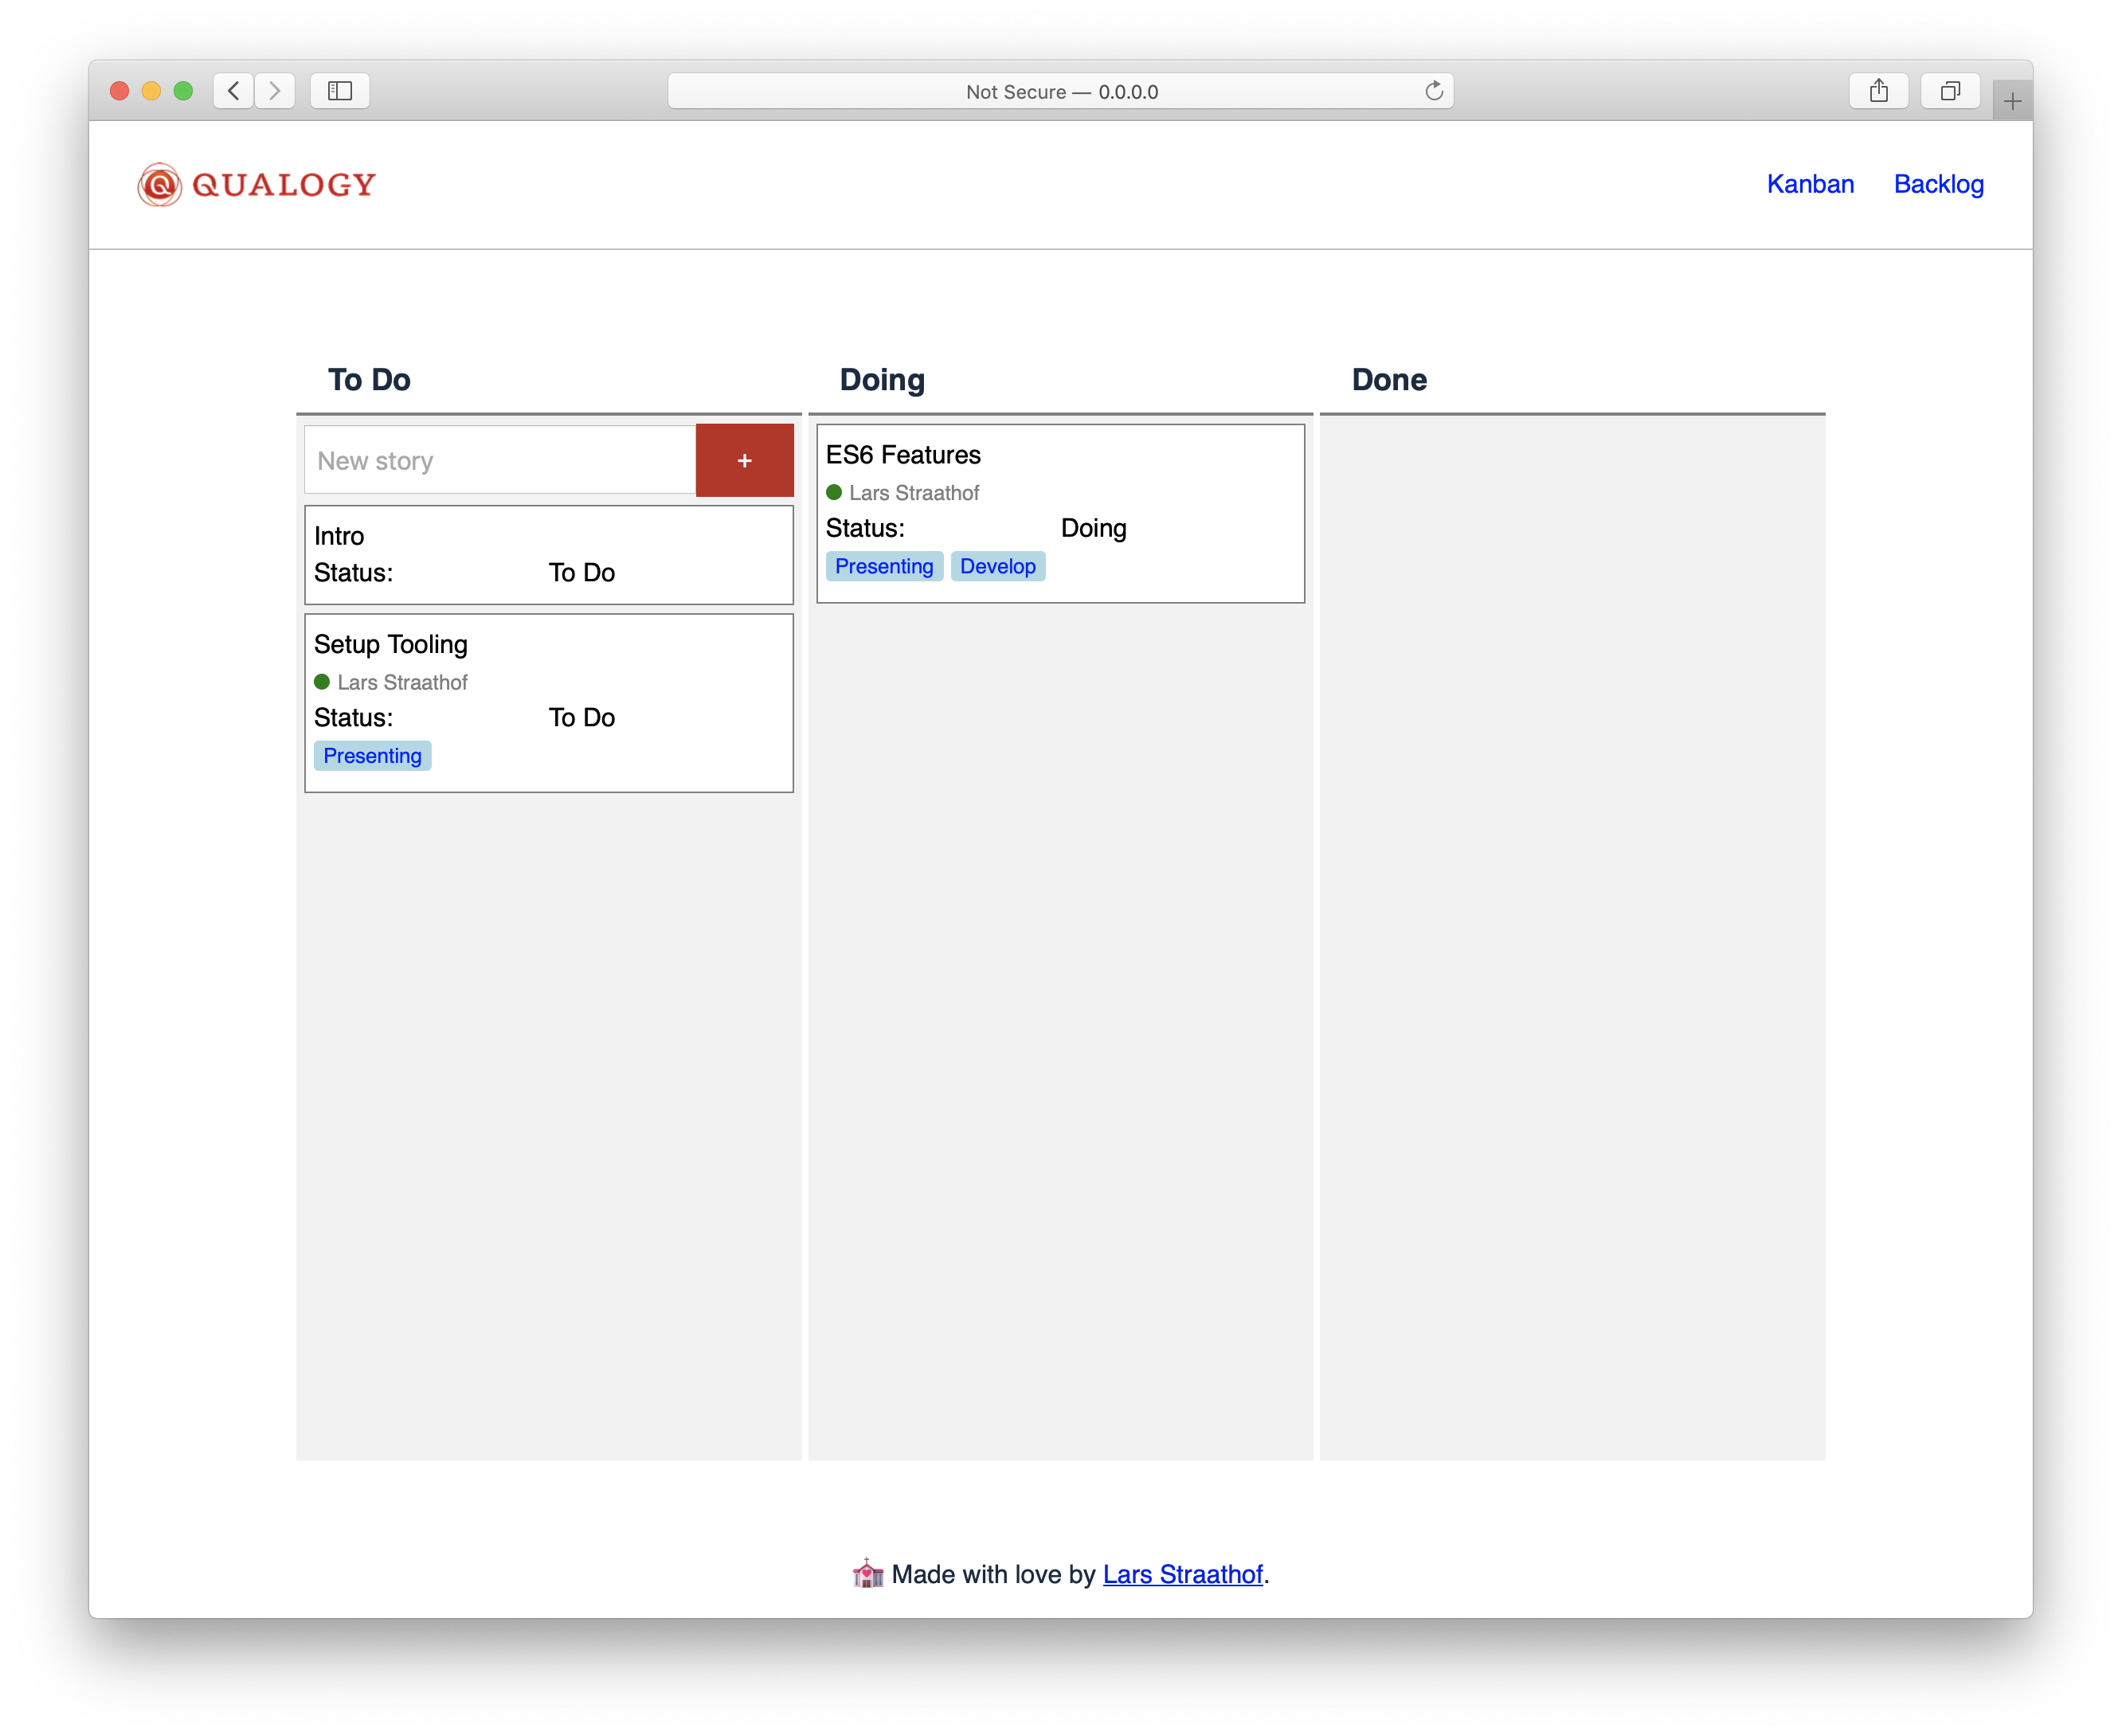 Not Secure — 0.0.0.0
QUALOGY
Kanban Backlog
To Do
New story
+
Intro
Status: To Do
Setup Tooling
Lars Straathof
Status: To Do
Presenting
Doing
ES6 Features
Lars Straathof
Status: Doing
Presenting Develop
Done
Made with love by Lars Straathof.